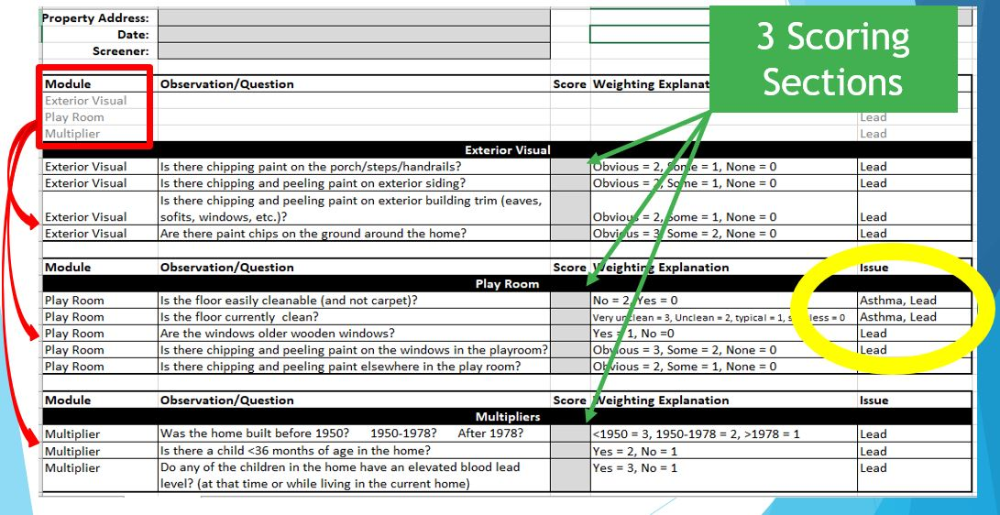 Property Address:
Date:
Screener:
3 Scoring
Sections
Module Observation/Question Score Weighting Explanat
Exterior Visual
Play Room Lead
Multiplier Lead
Exterior Visual
Exterior Visual Is there chipping paint on the porch/steps/handrails? Obvious = 2, Some = 1, None = 0 Lead
Exterior Visual Is there chipping and peeling paint on exterior siding? Obvious = 2, Some = 1, None = 0 Lead
Is there chipping and peeling paint on exterior building trim (eaves,
Exterior Visual sofits, windows, etc.)? Obvious = 2, Some = 1, None = 0 Lead
Exterior Visual Are there paint chips on the ground around the home? Obvious = 3, Some = 2, None = 0 Lead
Module Observation/Question Score Weighting Explanation Issue
Play Room
Play Room Is the floor easily cleanable (and not carpet)? No = 2, Yes = 0 Asthma, Lead
Play Room Is the floor currently clean? Very unclean = 3, Unclean = 2, typical = 1, spotless = 0 Asthma, Lead
Play Room Are the windows older wooden windows? Yes = 1, No =0 Lead
Play Room Is there chipping and peeling paint on the windows in the playroom? Obvious = 3, Some = 2, None = 0 Lead
Play Room Is there chipping and peeling paint elsewhere in the play room? Obvious = 2, Some = 1, None = 0 Lead
Module Observation/Question Score Weighting Explanation Issue
Multipliers
Multiplier Was the home built before 1950? 1950-1978? After 1978? <1950 = 3, 1950-1978 = 2, >1978 = 1 Lead
Multiplier Is there a child <36 months of age in the home? Yes = 2, No = 1 Lead
Multiplier Do any of the children in the home have an elevated blood lead Yes = 3, No = 1 Lead
level? (at that time or while living in the current home)